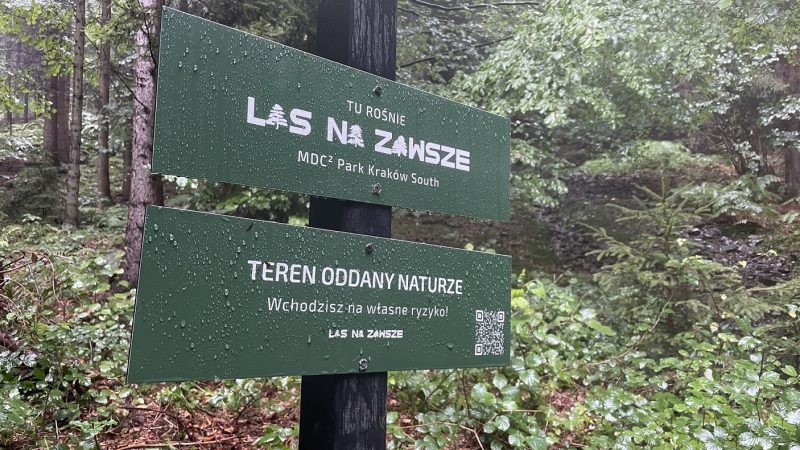 TU ROŚNIE
LAS NA ZAWSZE
MDC² Park Kraków South
TEREN ODDANY NATURZE
Wchodzisz na własne ryzyko!
LAS NA ZAWSZE